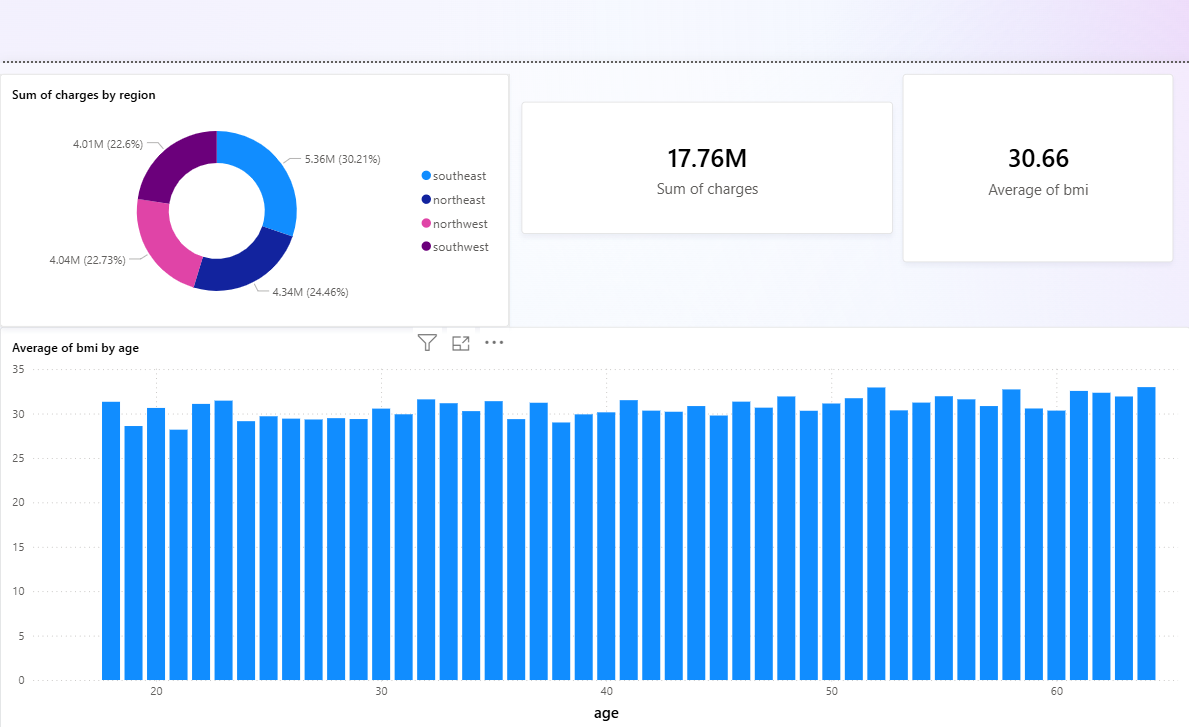 Sum of charges by region
4.01M (22.6%)
5.36M (30.21%)
4.04M (22.73%)
4.34M (24.46%)
southeast
northeast
northwest
southwest
17.76M
Sum of charges
30.66
Average of bmi
Average of bmi by age
35
30
25
20
15
10
5
0
20 30 40 50 60
age